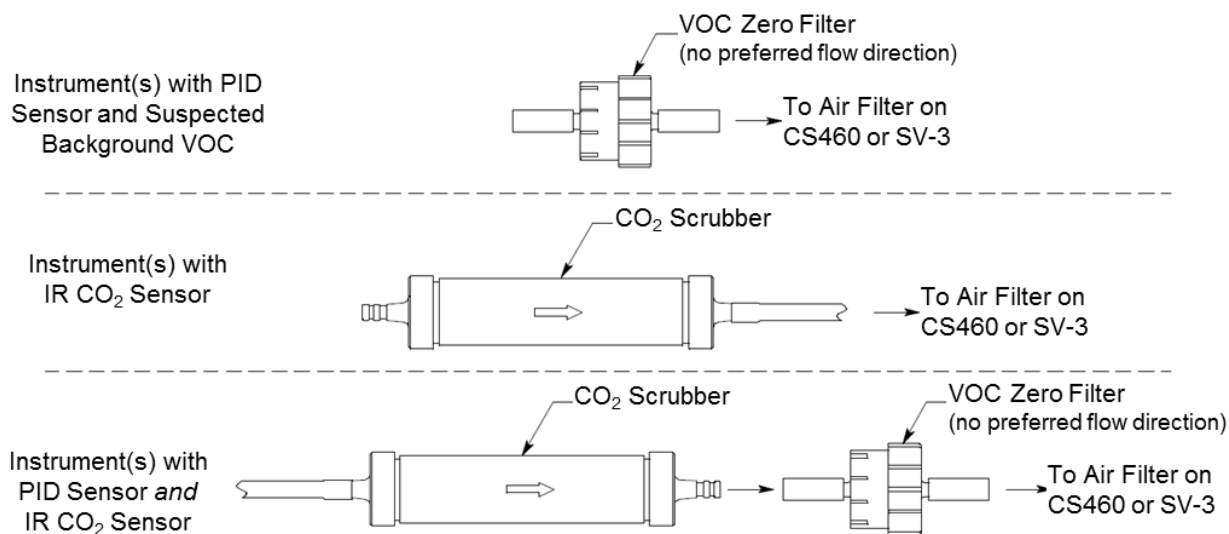 VOC Zero Filter
(no preferred flow direction)
Instrument(s) with PID
Sensor and Suspected
Background VOC
To Air Filter on
CS460 or SV-3
CO₂ Scrubber
Instrument(s) with
IR CO₂ Sensor
To Air Filter on
CS460 or SV-3
CO₂ Scrubber
VOC Zero Filter
(no preferred flow direction)
Instrument(s) with
PID Sensor and
IR CO₂ Sensor
To Air Filter on
CS460 or SV-3